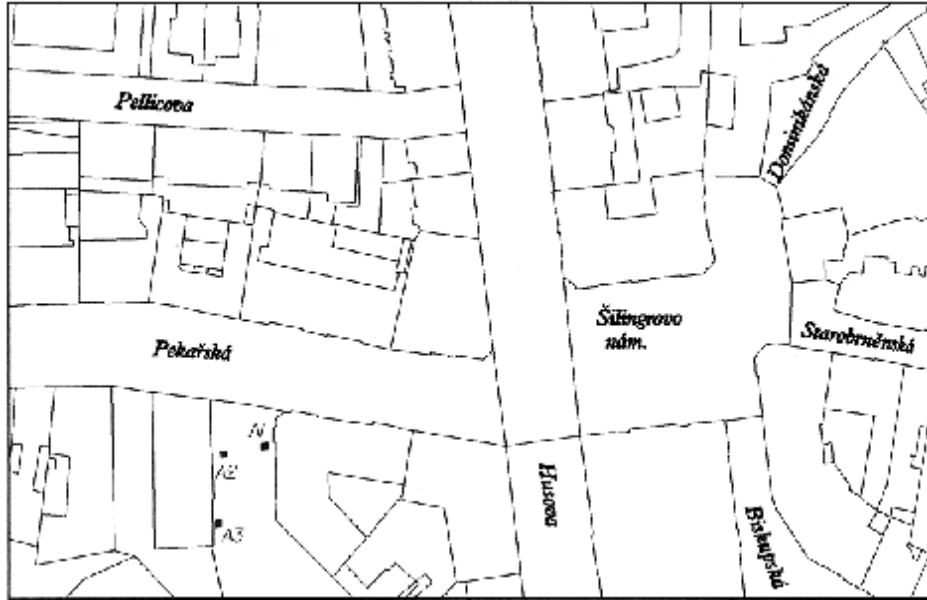 Pellicova
Dominikánská
Šilingrovo
nám.
Starobrněnská
Pekařská
A2
A3
Husova
Biskupská